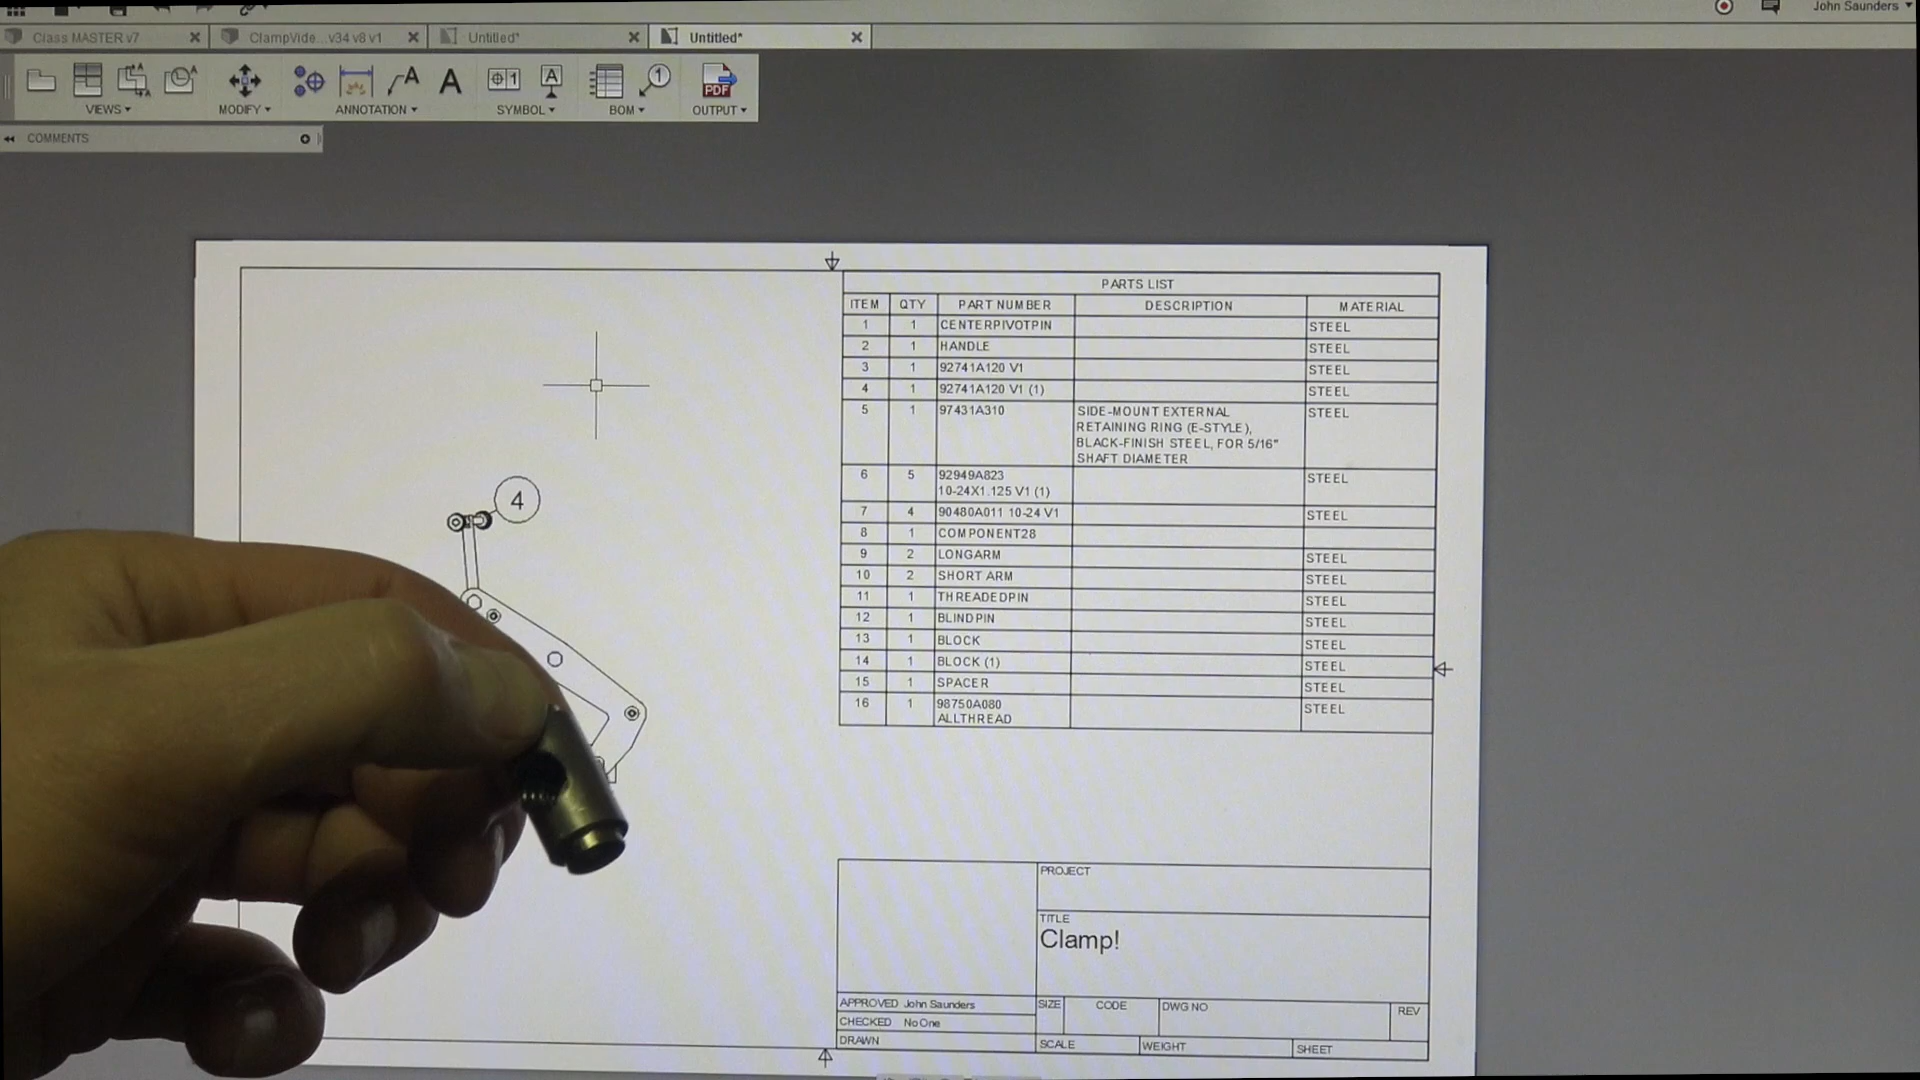 John Saunders
Class MASTER v7
ClampVide... v34 v8 v1
Untitled*
Untitled*
A
A
A
1
A
1
PDF
VIEWS
MODIFY
ANNOTATION
SYMBOL
BOM
OUTPUT
COMMENTS
PARTS LIST
ITEM QTY PART NUMBER DESCRIPTION MATERIAL
1 1 CENTERPIVOTPIN STEEL
2 1 HANDLE STEEL
3 1 92741A120 V1 STEEL
4 1 92741A120 V1 (1) STEEL
5 1 97431A310 SIDE-MOUNT EXTERNAL STEEL
RETAINING RING (E-STYLE),
BLACK-FINISH STEEL, FOR 5/16"
SHAFT DIAMETER
6 5 92949A823 STEEL
10-24X1.125 V1 (1)
7 4 90480A011 10-24 V1 STEEL
8 1 COMPONENT28
9 2 LONGARM STEEL
10 2 SHORT ARM STEEL
11 1 THREADEDPIN STEEL
12 1 BLINDPIN STEEL
13 1 BLOCK STEEL
14 1 BLOCK (1) STEEL
15 1 SPACER STEEL
16 1 98750A080 STEEL
ALLTHREAD
4
PROJECT
TITLE
Clamp!
APPROVED John Saunders
CHECKED No One
DRAWN
SIZE CODE DWG NO REV
SCALE WEIGHT SHEET